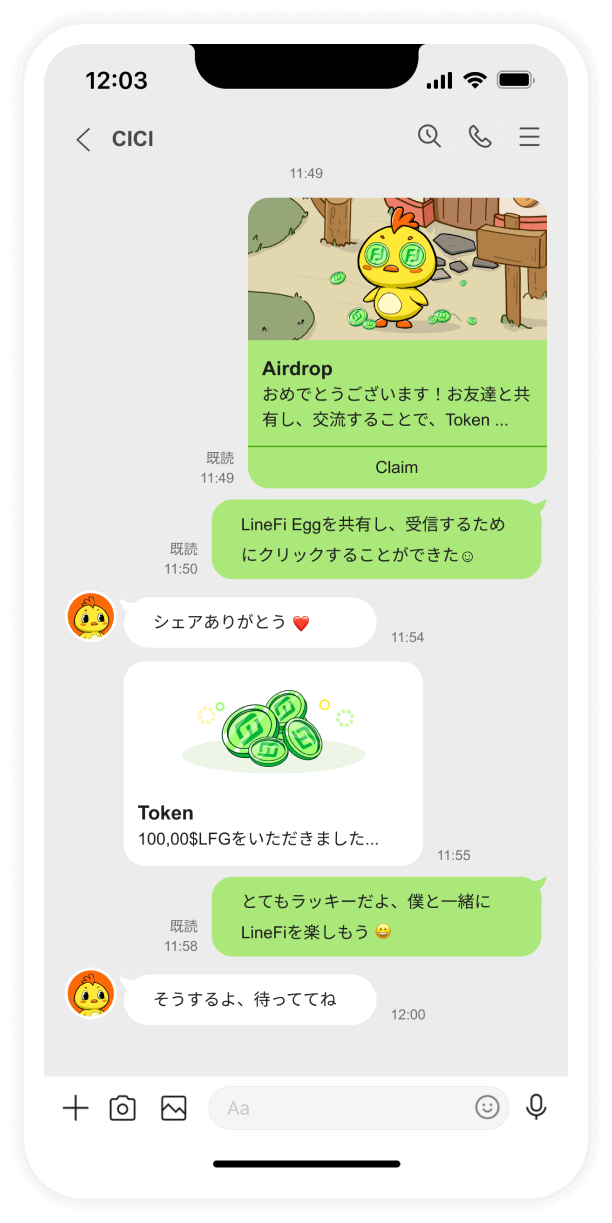 12:03
CICI
11:49
Airdrop
おめでとうございます！お友達と共
有し、交流することで、Token ...
Claim
既読
11:49
LineFi Eggを共有し、受信するため
にクリックすることができた☺
既読
11:50
シェアありがとう ❤️
11:54
Token
100,00$LFGをいただきました...
11:55
とてもラッキーだよ、僕と一緒に
LineFiを楽しもう 😀
既読
11:58
そうするよ、待っててね
12:00
Aa